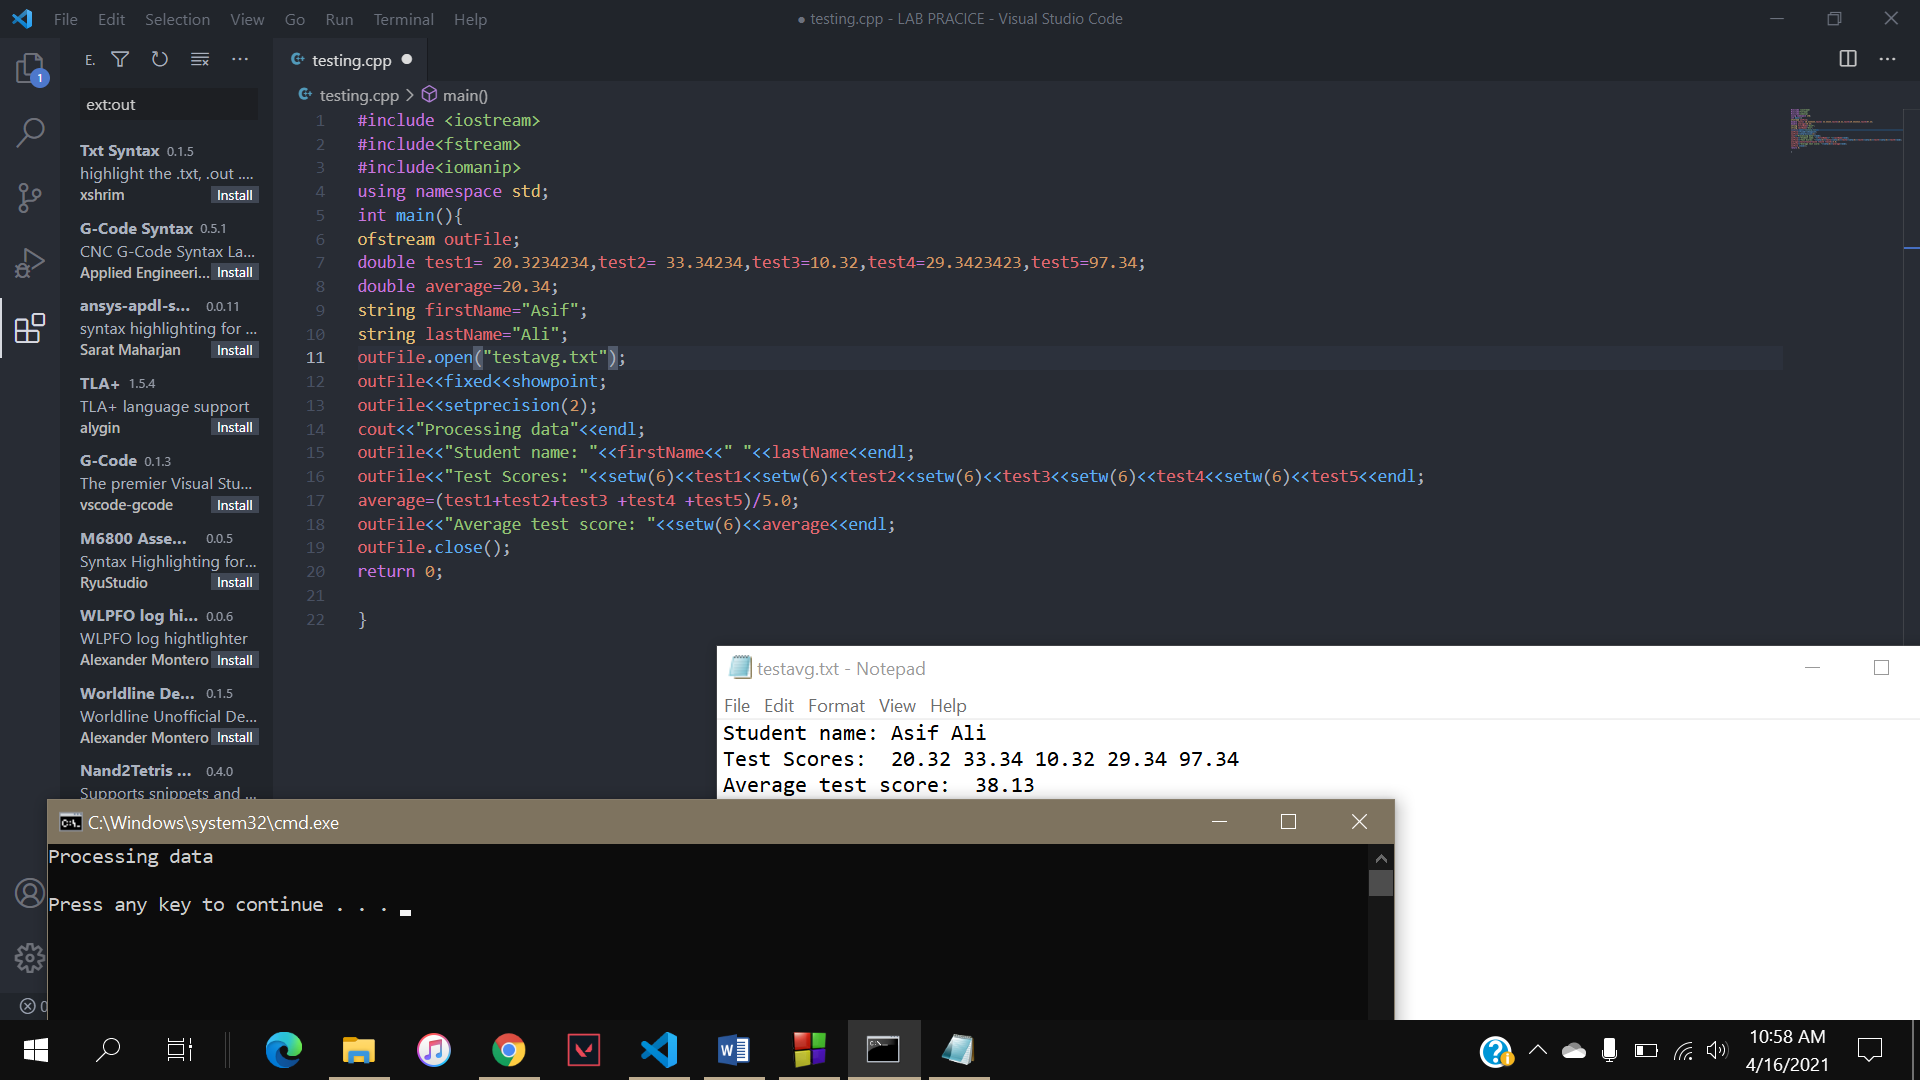 File Edit Selection View Go Run Terminal Help
● testing.cpp - LAB PRACICE - Visual Studio Code
E.
ext:out
Txt Syntax 0.1.5
highlight the .txt, .out ....
xshrim Install
G-Code Syntax 0.5.1
CNC G-Code Syntax La...
Applied Engineeri... Install
ansys-apdl-s... 0.0.11
syntax highlighting for ...
Sarat Maharjan Install
TLA+ 1.5.4
TLA+ language support
alygin Install
G-Code 0.1.3
The premier Visual Stu...
vscode-gcode Install
M6800 Asse... 0.0.5
Syntax Highlighting for...
RyuStudio Install
WLPFO log hi... 0.0.6
WLPFO log hightlighter
Alexander Montero Install
Worldline De... 0.1.5
Worldline Unofficial De...
Alexander Montero Install
Nand2Tetris ... 0.4.0
Supports snippets and ...
1
0
testing.cpp ●
testing.cpp > main()
1 #include <iostream>
2 #include<fstream>
3 #include<iomanip>
4 using namespace std;
5 int main(){
6 ofstream outFile;
7 double test1= 20.3234234,test2= 33.34234,test3=10.32,test4=29.3423423,test5=97.34;
8 double average=20.34;
9 string firstName="Asif";
10 string lastName="Ali";
11 outFile.open("testavg.txt");
12 outFile<<fixed<<showpoint;
13 outFile<<setprecision(2);
14 cout<<"Processing data"<<endl;
15 outFile<<"Student name: "<<firstName<<" "<<lastName<<endl;
16 outFile<<"Test Scores: "<<setw(6)<<test1<<setw(6)<<test2<<setw(6)<<test3<<setw(6)<<test4<<setw(6)<<test5<<endl;
17 average=(test1+test2+test3 +test4 +test5)/5.0;
18 outFile<<"Average test score: "<<setw(6)<<average<<endl;
19 outFile.close();
20 return 0;
21
22 }
testavg.txt - Notepad
File Edit Format View Help
Student name: Asif Ali
Test Scores:  20.32 33.34 10.32 29.34 97.34
Average test score:  38.13
C:\Windows\system32\cmd.exe
Processing data
Press any key to continue . . .
10:58 AM
4/16/2021